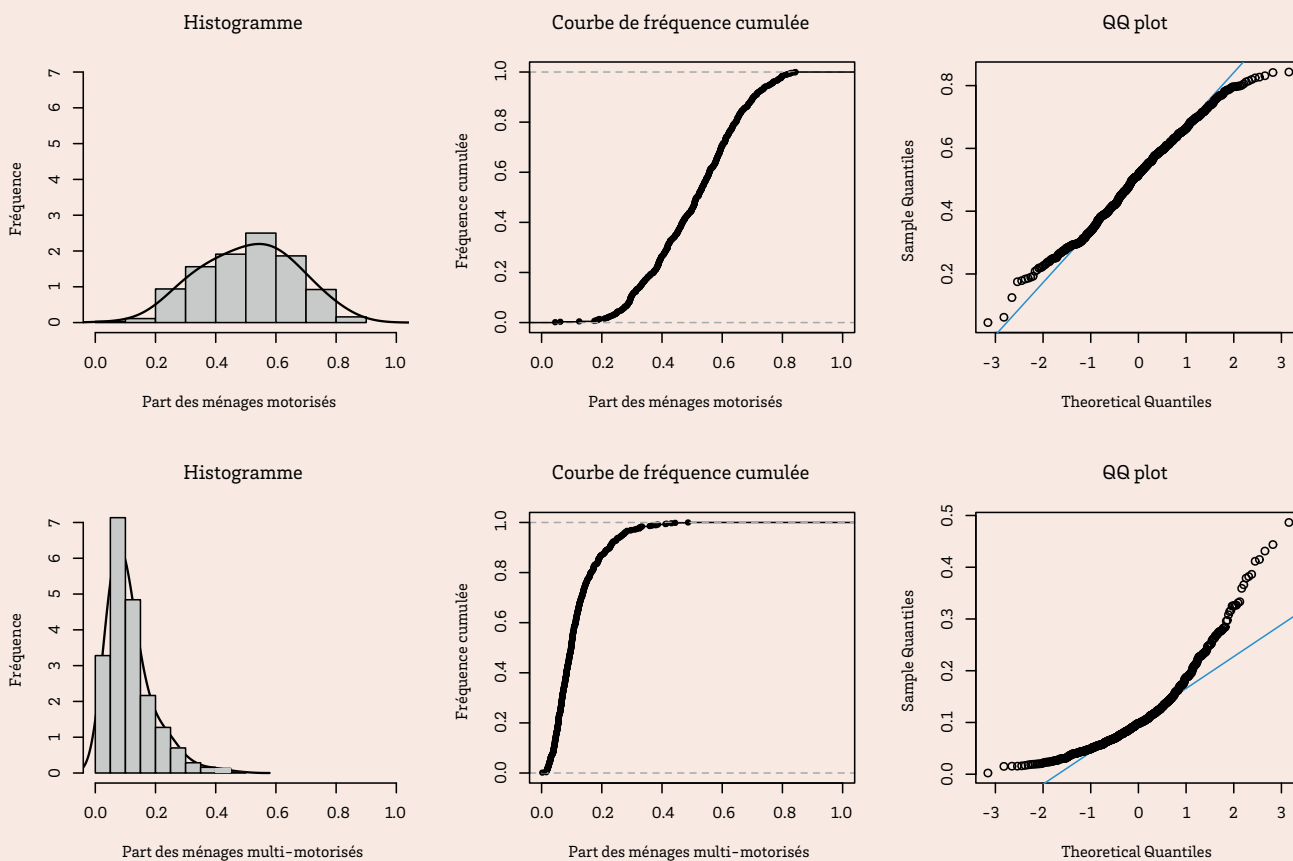 Histogramme
Courbe de fréquence cumulée
QQ plot
Fréquence
0 1 2 3 4 5 6 7
0.0 0.2 0.4 0.6 0.8 1.0
Part des ménages motorisés
Fréquence cumulée
0.0 0.2 0.4 0.6 0.8 1.0
0.0 0.2 0.4 0.6 0.8 1.0
Part des ménages motorisés
Sample Quantiles
0.2 0.4 0.6 0.8
-3 -2 -1 0 1 2 3
Theoretical Quantiles
Histogramme
Courbe de fréquence cumulée
QQ plot
Fréquence
0 1 2 3 4 5 6 7
0.0 0.2 0.4 0.6 0.8 1.0
Part des ménages multi-motorisés
Fréquence cumulée
0.0 0.2 0.4 0.6 0.8 1.0
0.0 0.2 0.4 0.6 0.8 1.0
Part des ménages multi-motorisés
Sample Quantiles
0.0 0.1 0.2 0.3 0.4 0.5
-3 -2 -1 0 1 2 3
Theoretical Quantiles